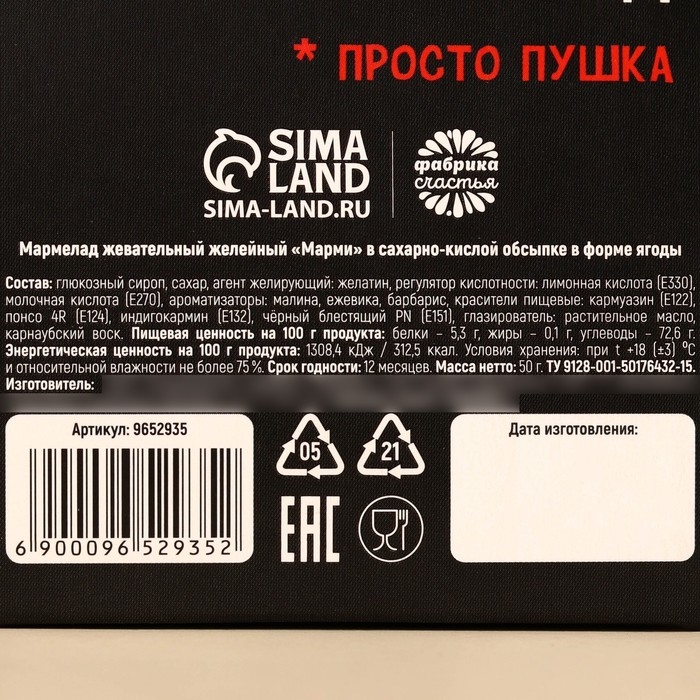 * ПРОСТО ПУШКА
SIMA
LAND
SIMA-LAND.RU
фабрика
счастья
Мармелад жевательный желейный «Марми» в сахарно-кислой обсыпке в форме ягоды
Состав: глюкозный сироп, сахар, агент желирующий: желатин, регулятор кислотности: лимонная кислота (Е330),
молочная кислота (Е270), ароматизаторы: малина, ежевика, барбарис, красители пищевые: кармуазин (Е122),
понсо 4R (Е124), индигокармин (Е132), чёрный блестящий PN (Е151), глазирователь: растительное масло,
карнаубский воск. Пищевая ценность на 100 г продукта: белки – 5,3 г, жиры – 0,1 г, углеводы – 72,6 г.
Энергетическая ценность на 100 г продукта: 1308,4 кДж / 312,5 ккал. Условия хранения: при t +18 (±3) °С
и относительной влажности не более 75 %. Срок годности: 12 месяцев. Масса нетто: 50 г. ТУ 9128-001-50176432-15.
Изготовитель:
Артикул: 9652935
6 900096 529352
05
21
EAC
Дата изготовления: